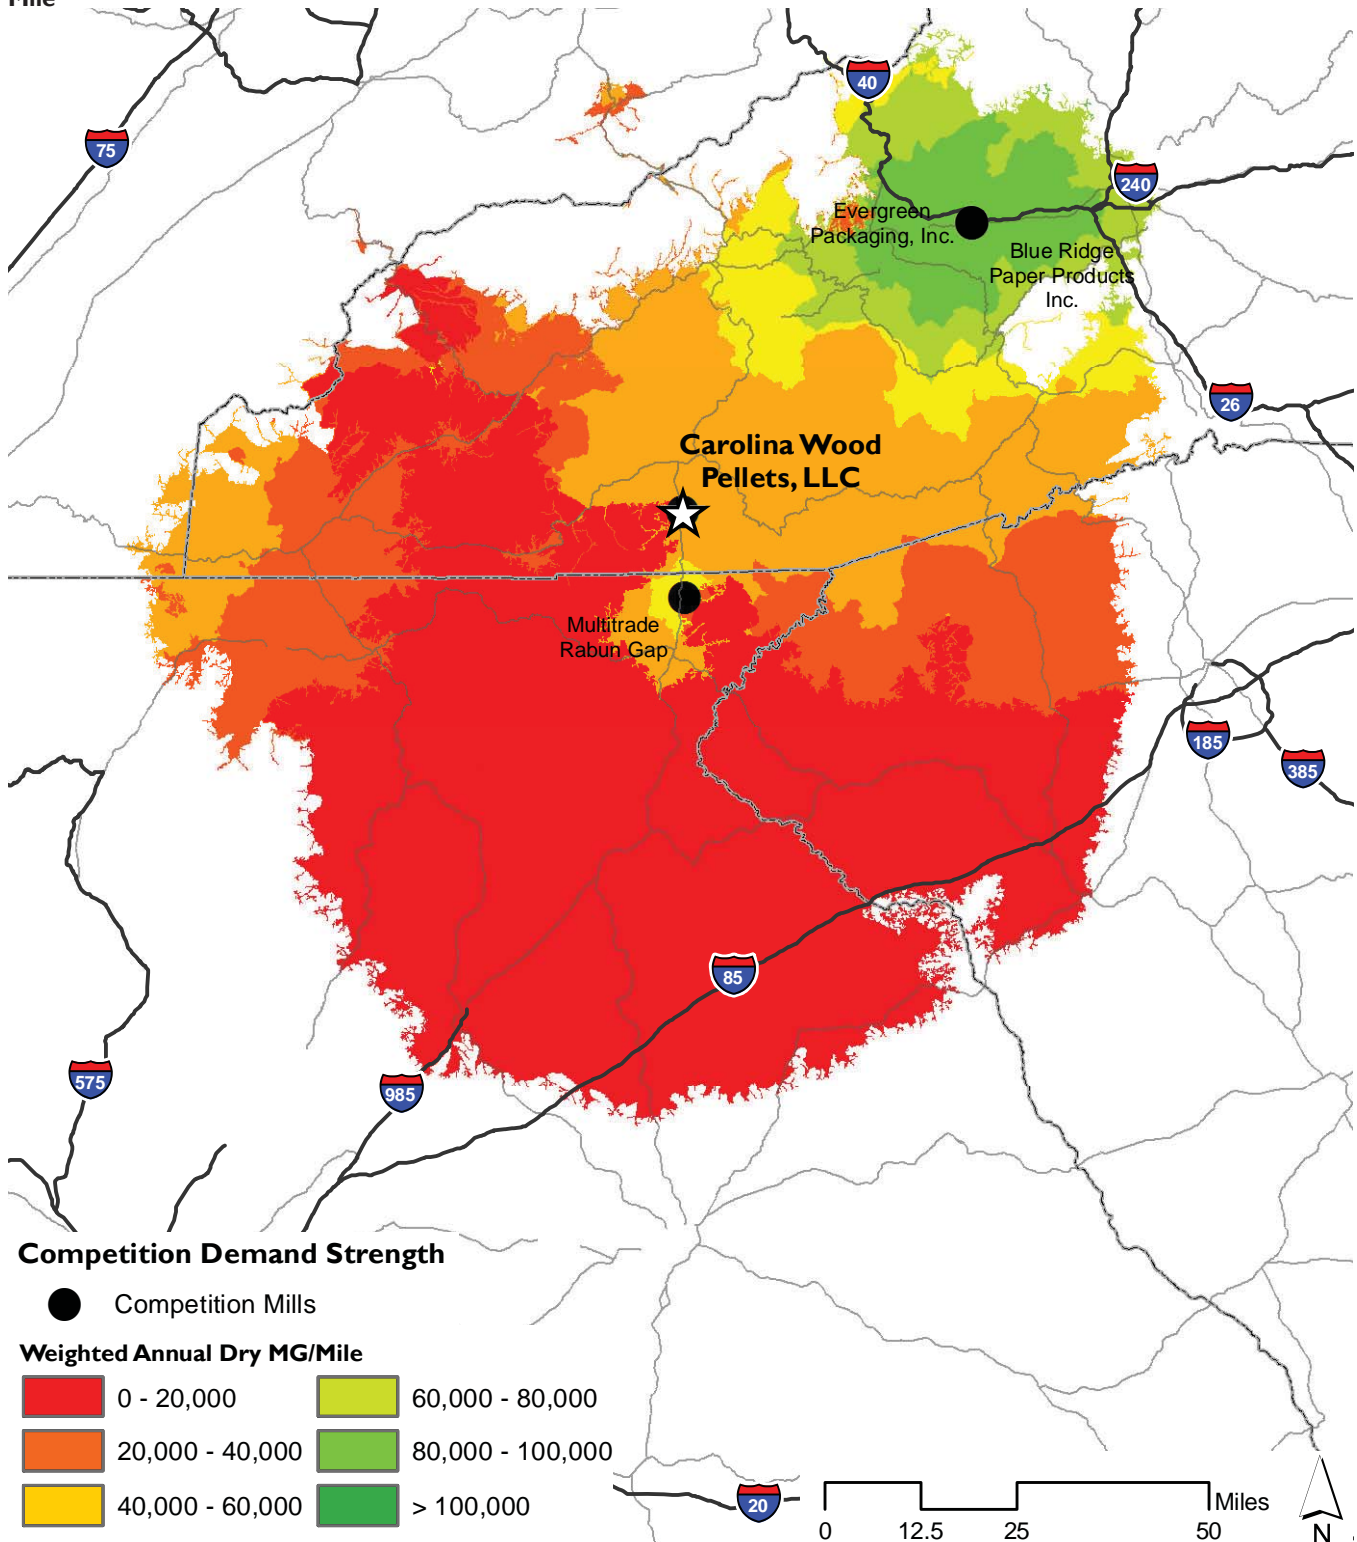 Mile
40
75
240
Evergreen
Packaging, Inc.
Blue Ridge
Paper Products
Inc.
26
Carolina Wood
Pellets, LLC
Multitrade
Rabun Gap
185
385
85
575
985
Competition Demand Strength
Competition Mills
Weighted Annual Dry MG/Mile
0 - 20,000
60,000 - 80,000
20,000 - 40,000
80,000 - 100,000
40,000 - 60,000
> 100,000
20
Miles
0 12.5 25 50
N